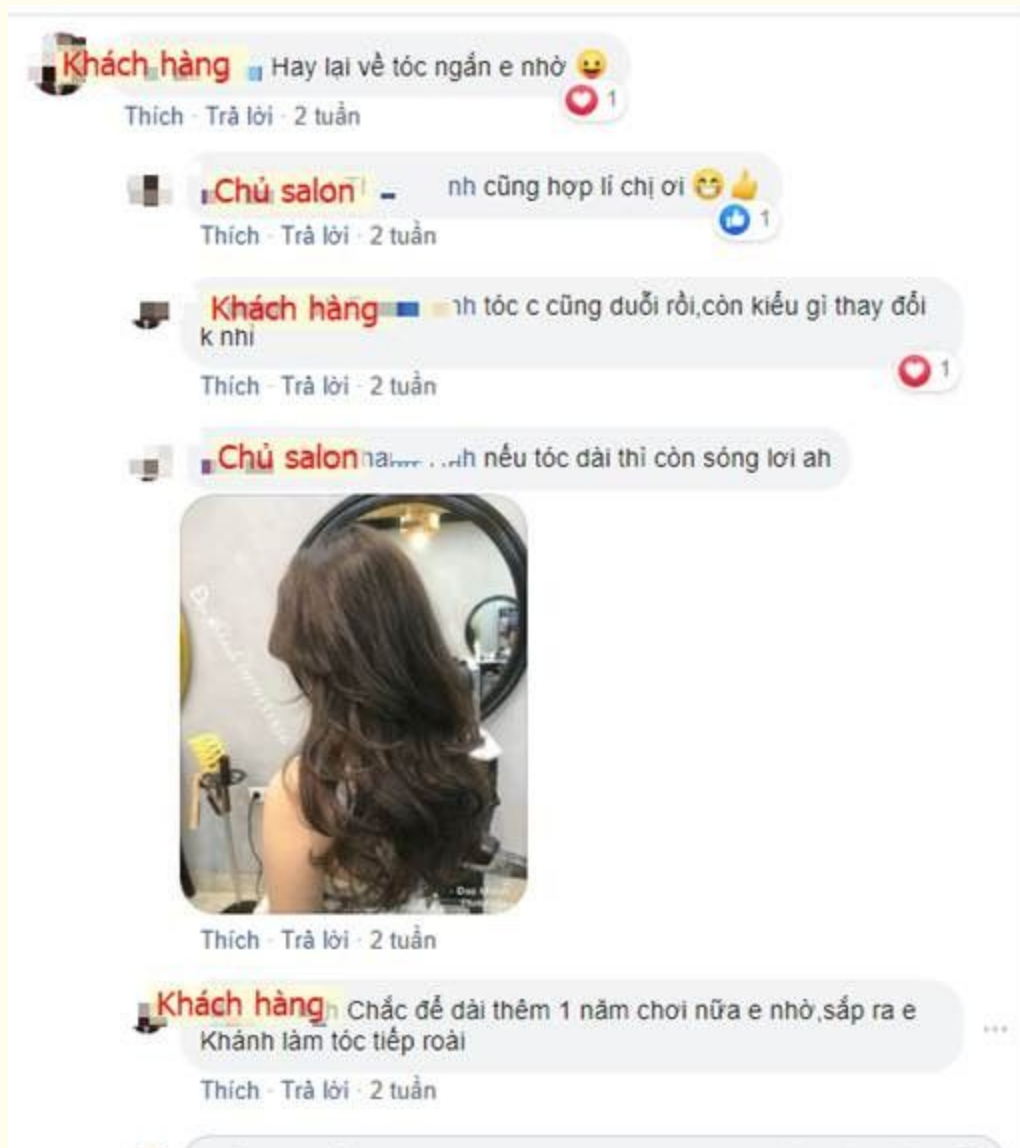 Khách hàng Hay lại về tóc ngắn e nhờ 😛
1
Thích · Trả lời · 2 tuần
Chủ salon nh cũng hợp lí chị ơi 😁👍
1
Thích · Trả lời · 2 tuần
Khách hàng nh tóc c cũng duỗi rồi,còn kiểu gì thay đổi
k nhỉ
1
Thích · Trả lời · 2 tuần
Chủ salon nếu tóc dài thì còn sóng lơi ah
Thích · Trả lời · 2 tuần
Khách hàng h Chắc để dài thêm 1 năm chơi nữa e nhờ,sắp ra e
Khánh làm tóc tiếp roài
Thích · Trả lời · 2 tuần